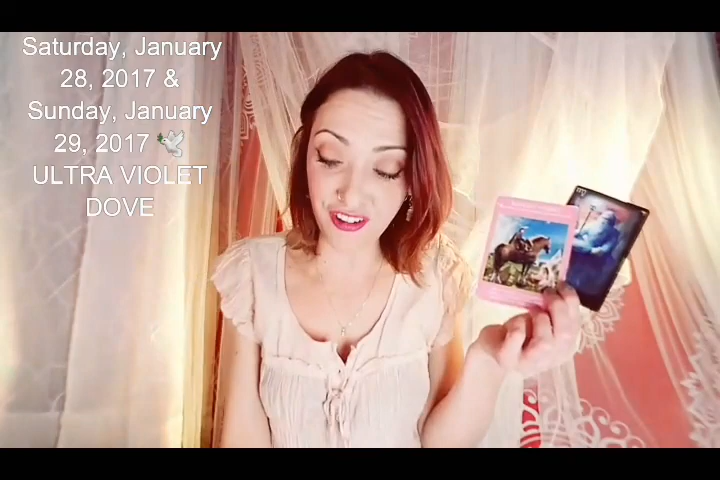 Saturday, January
28, 2017 &
Sunday, January
29, 2017 🕊
ULTRA VIOLET
DOVE